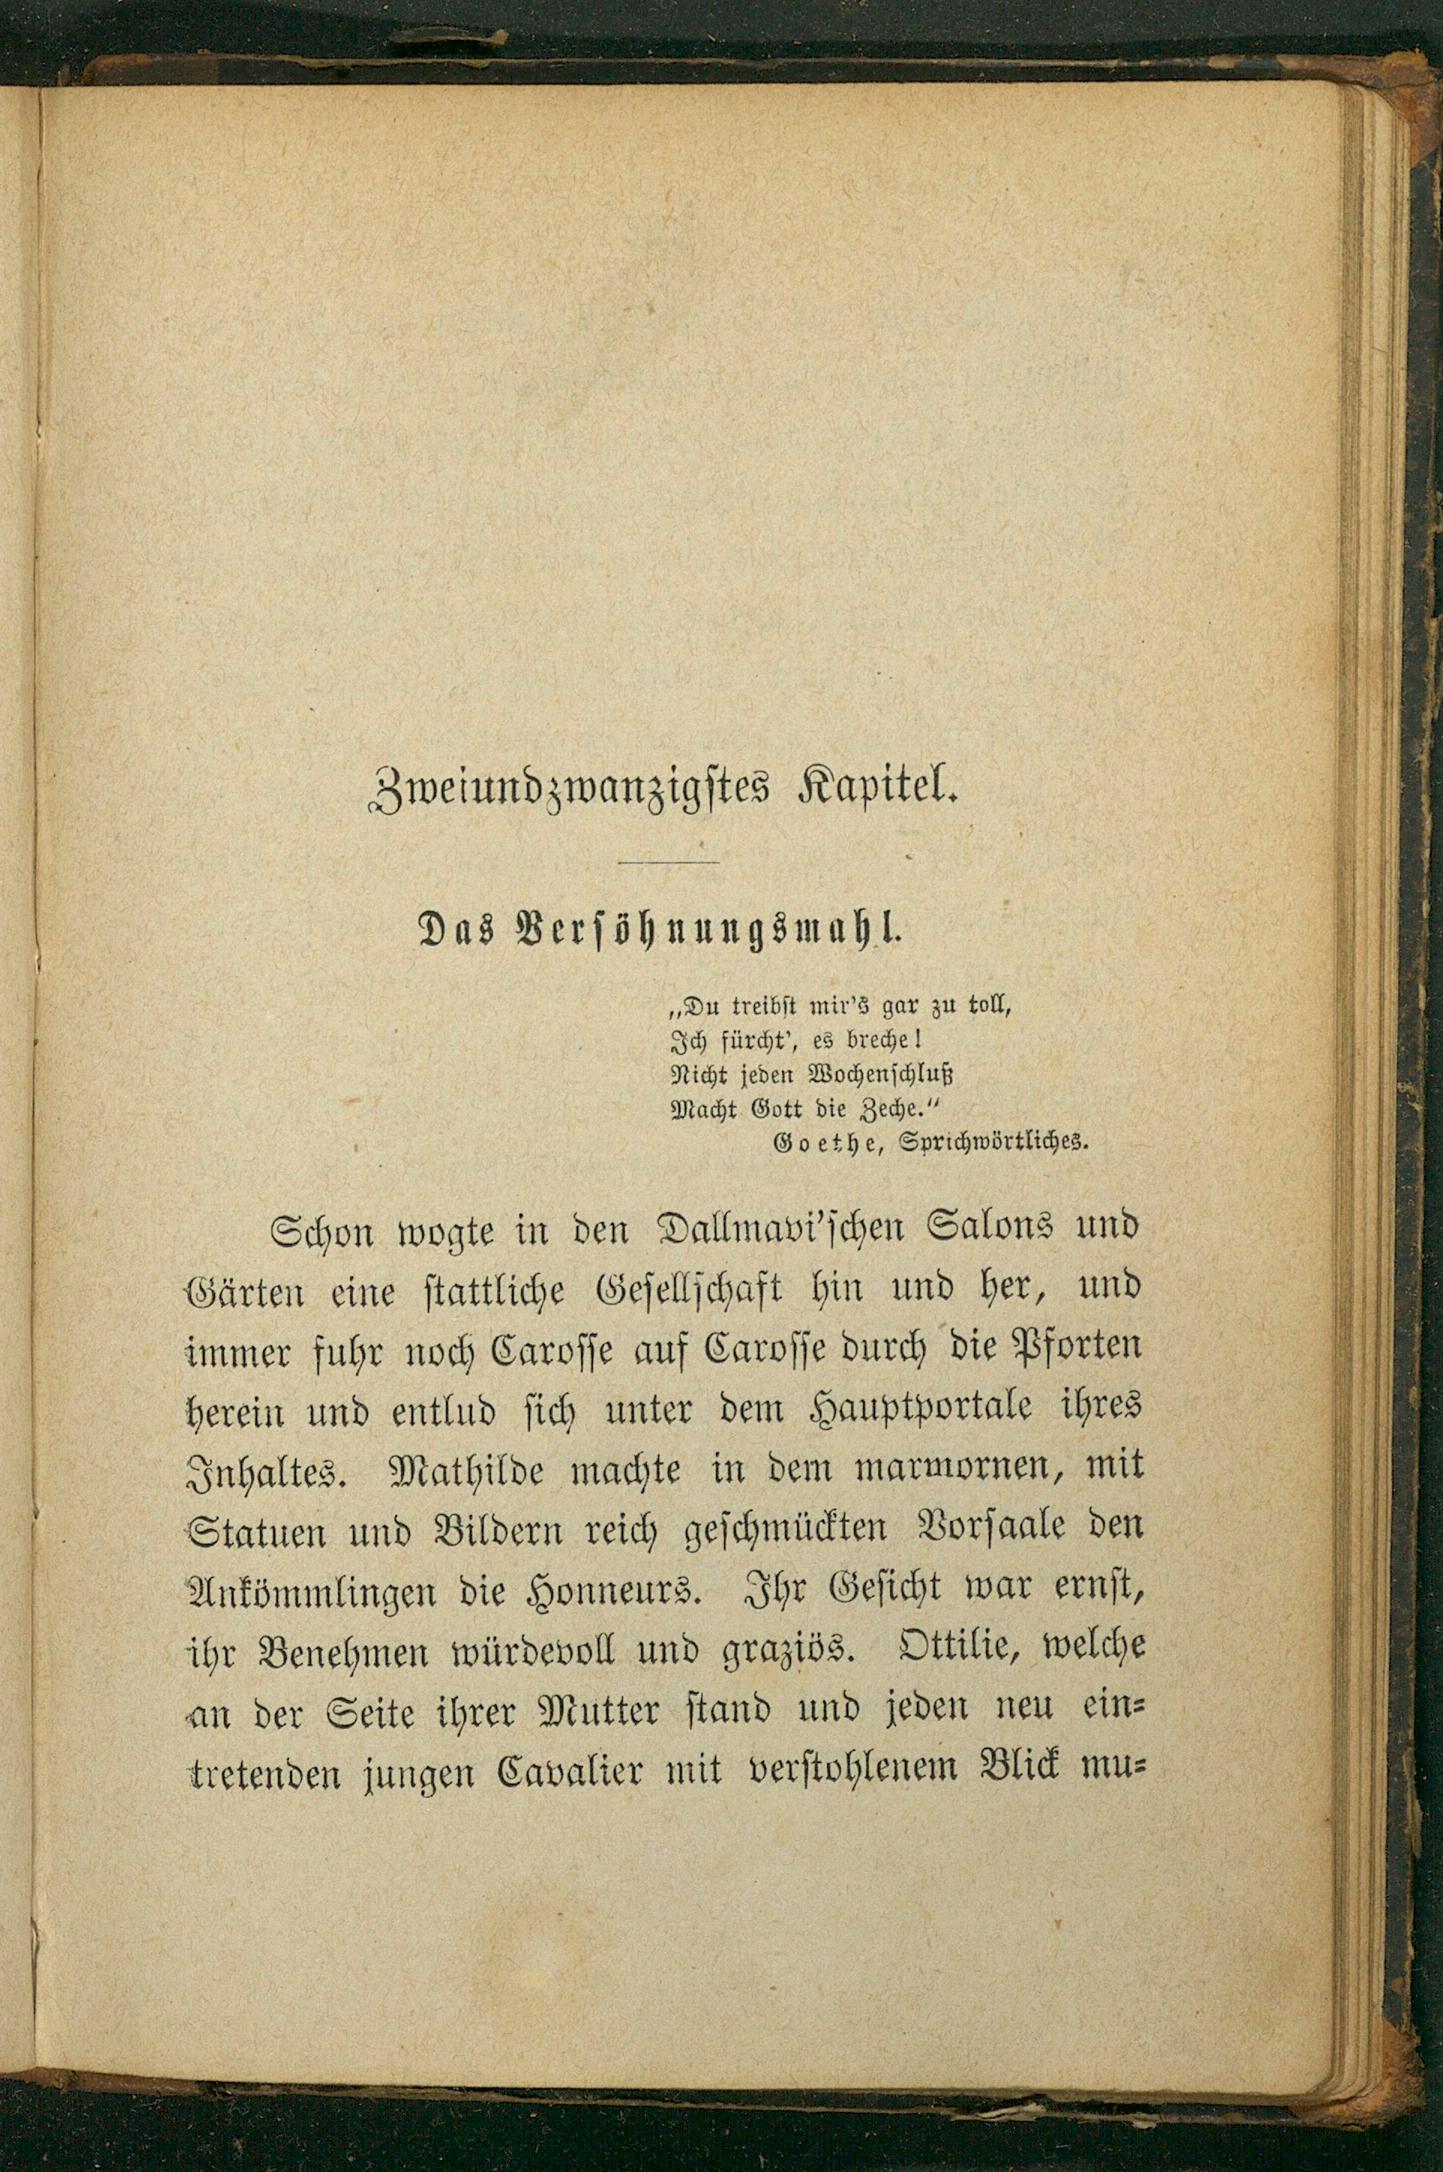 Zweiundzwanzigstes Kapitel.
Das Versöhnungsmahl.
„Du treibst mir's gar zu toll,
Ich fürcht', es breche!
Nicht jeden Wochenschluß
Macht Gott die Zeche.“
Goethe, Sprichwörtliches.
Schon wogte in den Dallmavi'schen Salons und
Gärten eine stattliche Gesellschaft hin und her, und
immer fuhr noch Carosse auf Carosse durch die Pforten
herein und entlud sich unter dem Hauptportale ihres
Inhaltes. Mathilde machte in dem marmornen, mit
Statuen und Bildern reich geschmückten Vorsaale den
Ankömmlingen die Honneurs. Ihr Gesicht war ernst,
ihr Benehmen würdevoll und graziös. Ottilie, welche
an der Seite ihrer Mutter stand und jeden neu ein-
tretenden jungen Cavalier mit verstohlenem Blick mu-